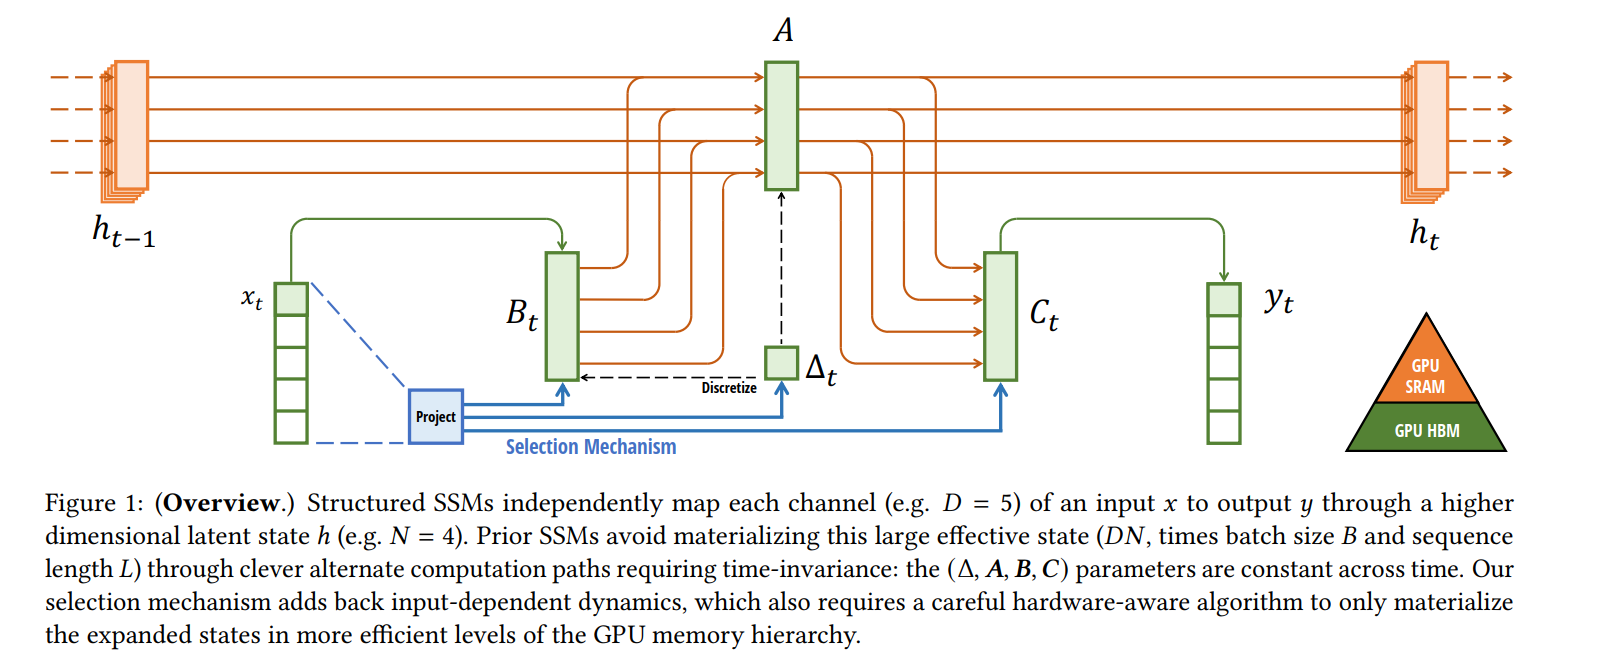 A
h_{t−1}
h_t
x_t
B_t
C_t
y_t
Δ_t
Discretize
Project
Selection Mechanism
GPU
SRAM
GPU HBM
Figure 1: (Overview.) Structured SSMs independently map each channel (e.g. D = 5) of an input x to output y through a higher
dimensional latent state h (e.g. N = 4). Prior SSMs avoid materializing this large effective state (DN, times batch size B and sequence
length L) through clever alternate computation paths requiring time-invariance: the (Δ, A, B, C) parameters are constant across time. Our
selection mechanism adds back input-dependent dynamics, which also requires a careful hardware-aware algorithm to only materialize
the expanded states in more efficient levels of the GPU memory hierarchy.